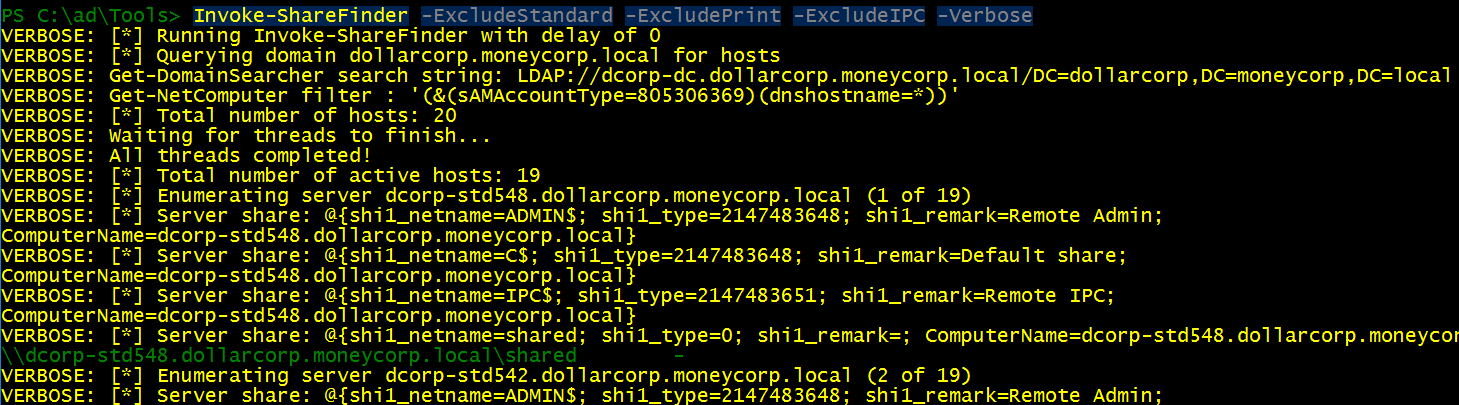 PS C:\ad\Tools> Invoke-ShareFinder -ExcludeStandard -ExcludePrint -ExcludeIPC -Verbose
VERBOSE: [*] Running Invoke-ShareFinder with delay of 0
VERBOSE: [*] Querying domain dollarcorp.moneycorp.local for hosts
VERBOSE: Get-DomainSearcher search string: LDAP://dcorp-dc.dollarcorp.moneycorp.local/DC=dollarcorp,DC=moneycorp,DC=local
VERBOSE: Get-NetComputer filter : '(&(sAMAccountType=805306369)(dnshostname=*))'
VERBOSE: [*] Total number of hosts: 20
VERBOSE: Waiting for threads to finish...
VERBOSE: All threads completed!
VERBOSE: [*] Total number of active hosts: 19
VERBOSE: [*] Enumerating server dcorp-std548.dollarcorp.moneycorp.local (1 of 19)
VERBOSE: [*] Server share: @{shi1_netname=ADMIN$; shi1_type=2147483648; shi1_remark=Remote Admin;
ComputerName=dcorp-std548.dollarcorp.moneycorp.local}
VERBOSE: [*] Server share: @{shi1_netname=C$; shi1_type=2147483648; shi1_remark=Default share;
ComputerName=dcorp-std548.dollarcorp.moneycorp.local}
VERBOSE: [*] Server share: @{shi1_netname=IPC$; shi1_type=2147483651; shi1_remark=Remote IPC;
ComputerName=dcorp-std548.dollarcorp.moneycorp.local}
VERBOSE: [*] Server share: @{shi1_netname=shared; shi1_type=0; shi1_remark=; ComputerName=dcorp-std548.dollarcorp.moneycor
\\dcorp-std548.dollarcorp.moneycorp.local\shared -
VERBOSE: [*] Enumerating server dcorp-std542.dollarcorp.moneycorp.local (2 of 19)
VERBOSE: [*] Server share: @{shi1_netname=ADMIN$; shi1_type=2147483648; shi1_remark=Remote Admin;